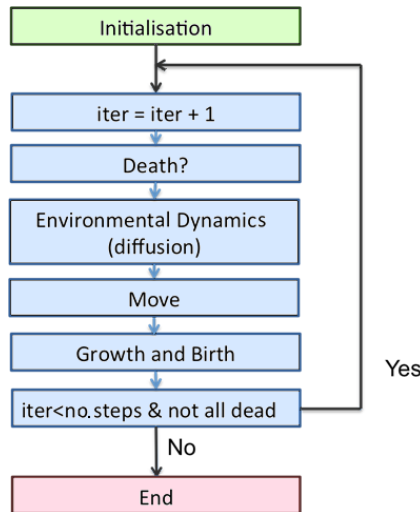 Initialisation
iter = iter + 1
Death?
Environmental Dynamics
(diffusion)
Move
Growth and Birth
Yes
iter<no. steps & not all dead
No
End